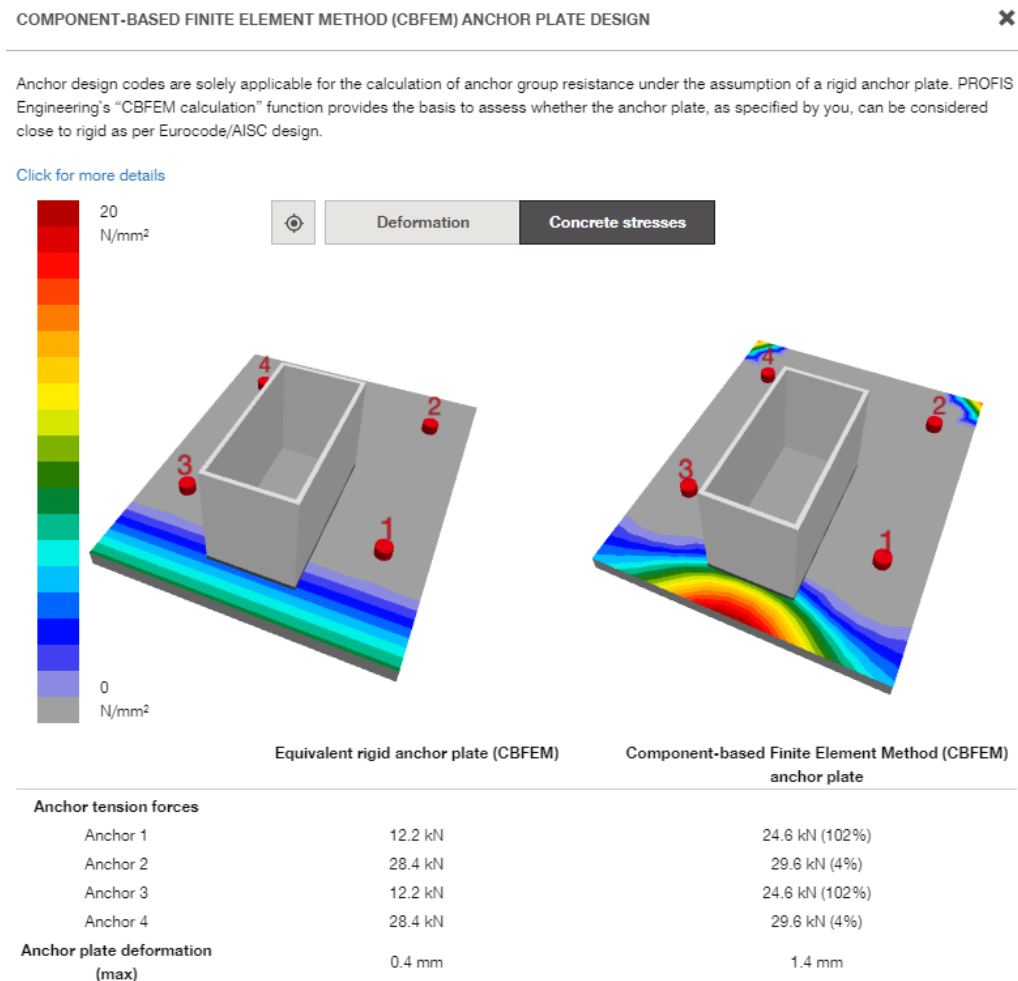 COMPONENT-BASED FINITE ELEMENT METHOD (CBFEM) ANCHOR PLATE DESIGN
Anchor design codes are solely applicable for the calculation of anchor group resistance under the assumption of a rigid anchor plate. PROFIS
Engineering`s “CBFEM calculation” function provides the basis to assess whether the anchor plate, as specified by you, can be considered
close to rigid as per Eurocode/AISC design.
Click for more details
20
N/mm²
Deformation
Concrete stresses
4
2
3
1
4
2
3
1
0
N/mm²
Equivalent rigid anchor plate (CBFEM)
Component-based Finite Element Method (CBFEM)
anchor plate
Anchor tension forces
Anchor 1 12.2 kN 24.6 kN (102%)
Anchor 2 28.4 kN 29.6 kN (4%)
Anchor 3 12.2 kN 24.6 kN (102%)
Anchor 4 28.4 kN 29.6 kN (4%)
Anchor plate deformation
(max)
0.4 mm 1.4 mm